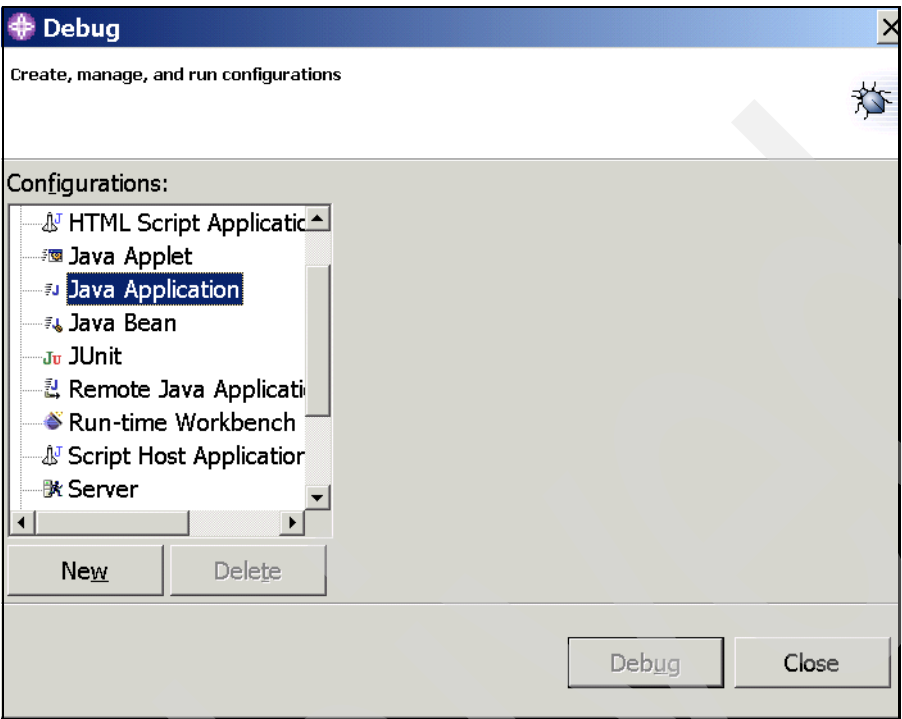 Debug
Create, manage, and run configurations
Configurations:
HTML Script Applicatic
Java Applet
Java Application
Java Bean
JUnit
Remote Java Applicati
Run-time Workbench
Script Host Application
Server
New
Delete
Debug
Close